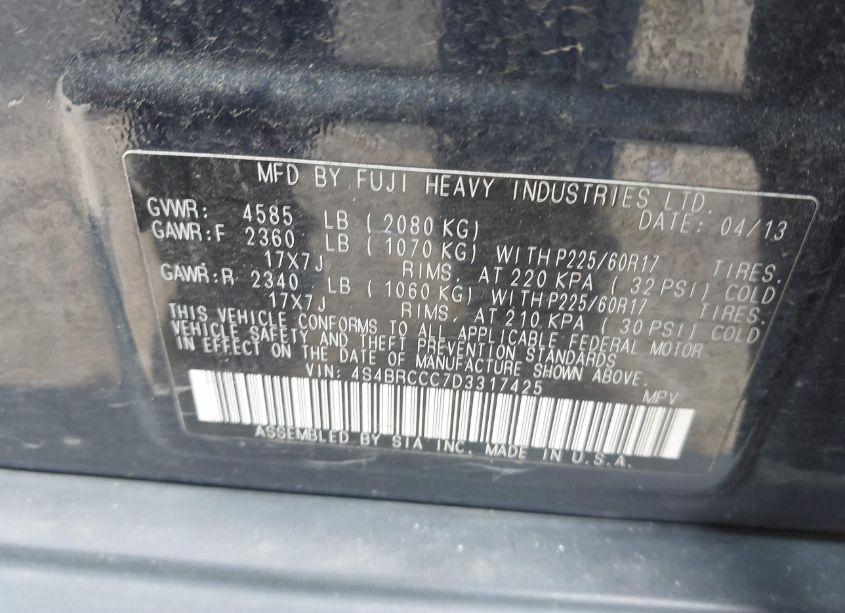 MFD BY FUJI HEAVY INDUSTRIES LTD.
DATE: 04/13
GVWR: 4585 LB (2080 KG)
GAWR:F 2360 LB (1070 KG) WITH P225/60R17 TIRES.
17X7J RIMS, AT 220 KPA (32 PSI) COLD
GAWR:R 2340 LB (1060 KG) WITH P225/60R17 TIRES.
17X7J RIMS, AT 210 KPA (30 PSI) COLD
THIS VEHICLE CONFORMS TO ALL APPLICABLE FEDERAL MOTOR
VEHICLE SAFETY AND THEFT PREVENTION STANDARDS
IN EFFECT ON THE DATE OF MANUFACTURE SHOWN ABOVE.
VIN: 4S4BRCCC7D3317425 MPV
ASSEMBLED BY SIA INC. MADE IN U.S.A.